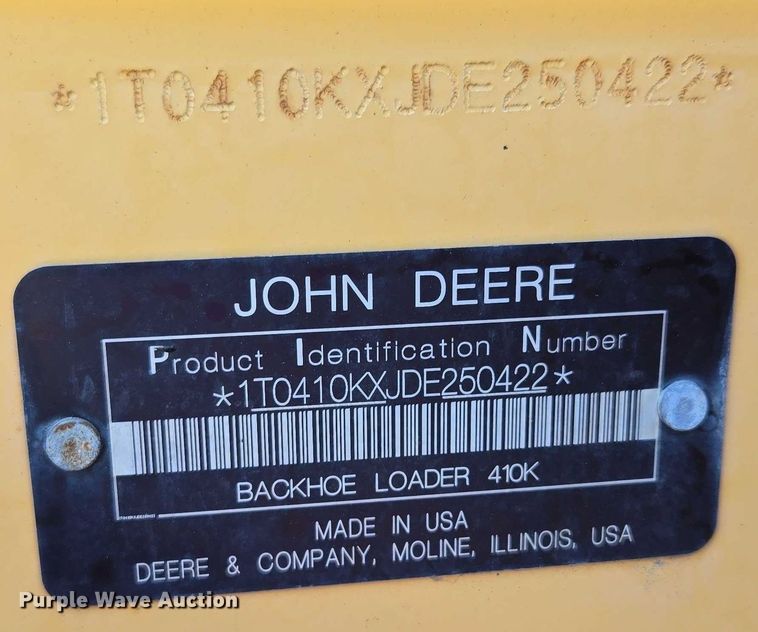 *1T0410KXJDE250422*
JOHN DEERE
Product Identification Number
*1T0410KXJDE250422*
BACKHOE LOADER 410K
MADE IN USA
DEERE & COMPANY, MOLINE, ILLINOIS, USA
Purple Wave Auction